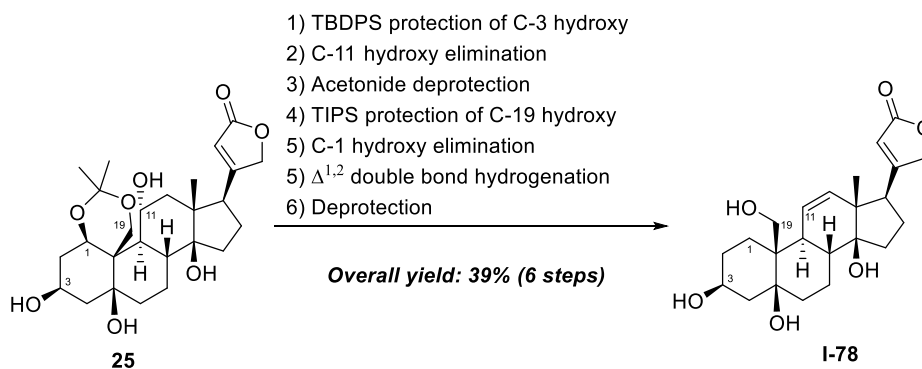 1) TBDPS protection of C-3 hydroxy
2) C-11 hydroxy elimination
3) Acetonide deprotection
4) TIPS protection of C-19 hydroxy
5) C-1 hydroxy elimination
5) Δ1,2 double bond hydrogenation
6) Deprotection
Overall yield: 39% (6 steps)
O
O
OH
O
O
19
11
H
1
H
OH
3
HO
OH
25
O
O
HO
19
11
H
1
H
OH
3
HO
OH
I-78